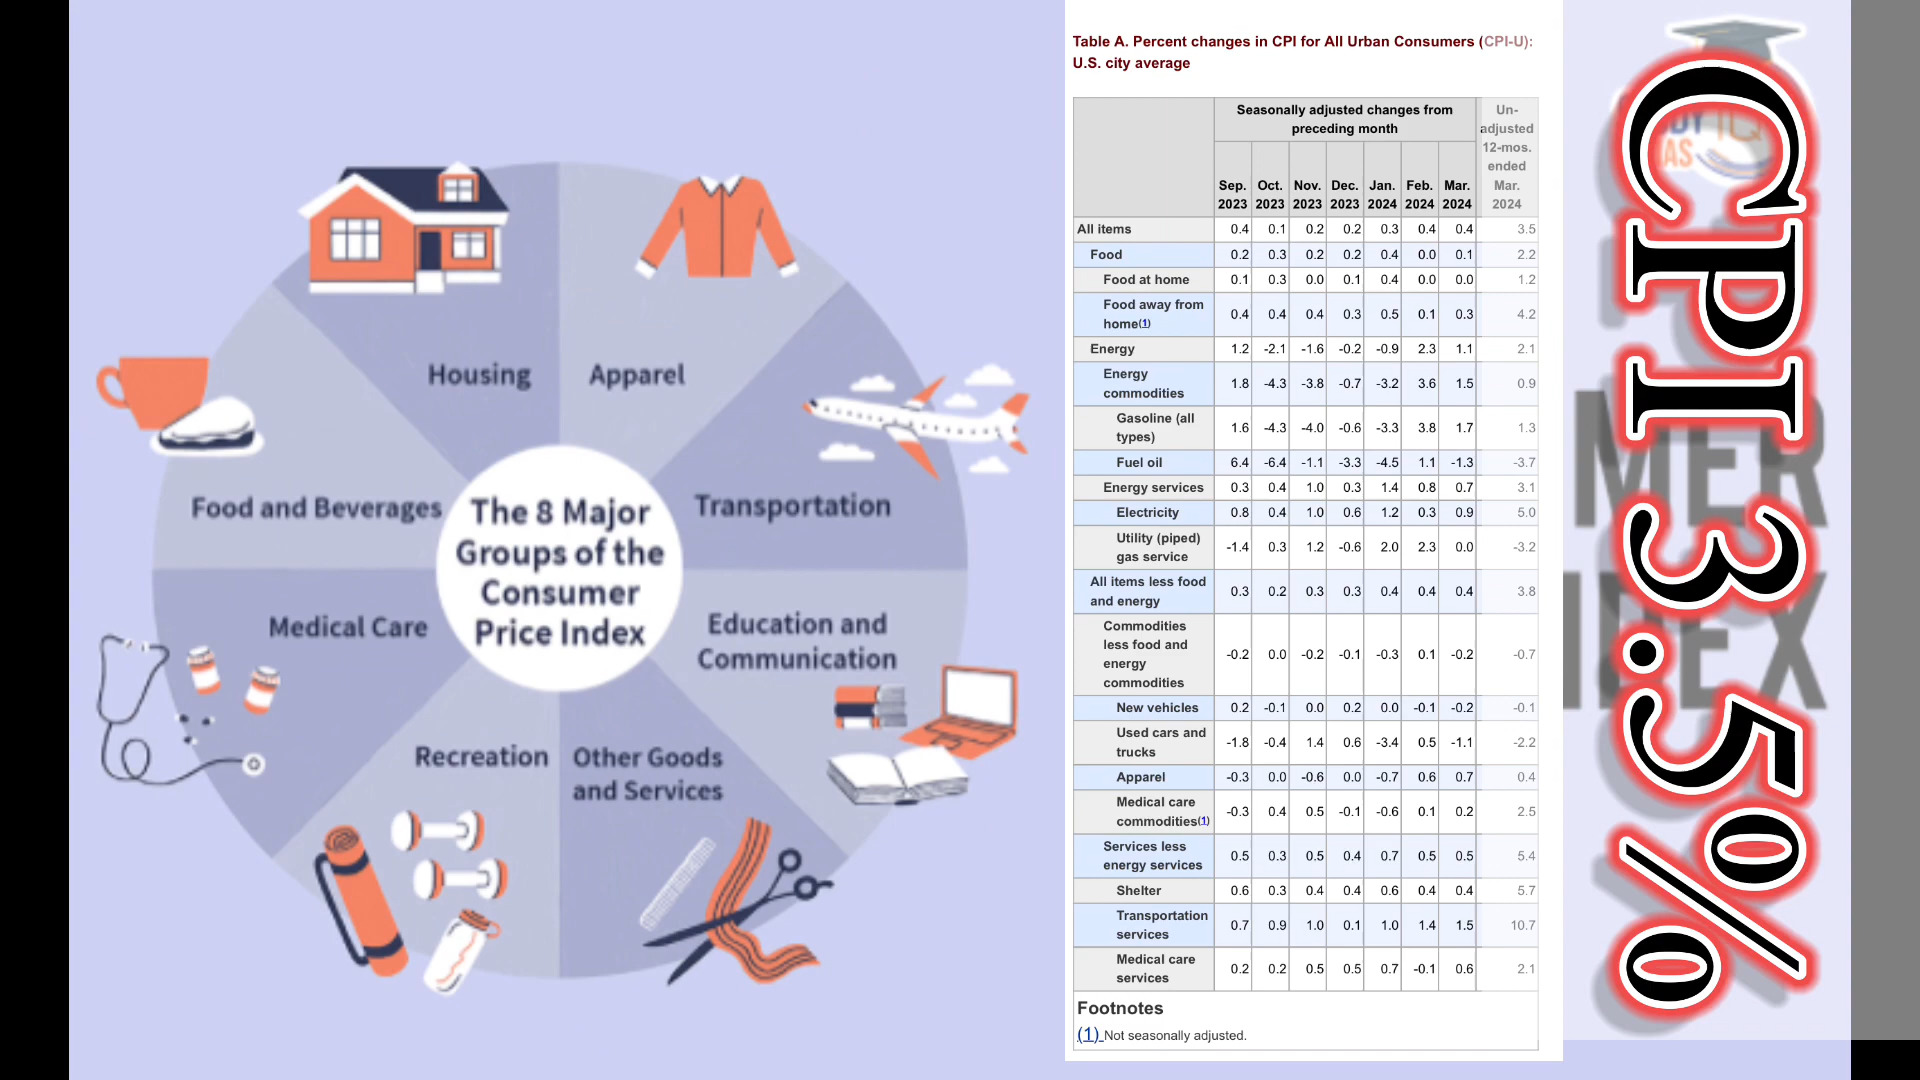 Housing
Apparel
Food and Beverages
Transportation
The 8 Major
Groups of the
Consumer
Price Index
Medical Care
Education and
Communication
Recreation
Other Goods
and Services
Table A. Percent changes in CPI for All Urban Consumers (CPI-U):
U.S. city average
Seasonally adjusted changes from
preceding month
Un-
adjusted
12-mos.
ended
Mar.
2024
Sep. Oct. Nov. Dec. Jan. Feb. Mar.
2023 2023 2023 2023 2024 2024 2024
All items 0.4 0.1 0.2 0.2 0.3 0.4 0.4 3.5
Food 0.2 0.3 0.2 0.2 0.4 0.0 0.1 2.2
Food at home 0.1 0.3 0.0 0.1 0.4 0.0 0.0 1.2
Food away from
home(1) 0.4 0.4 0.4 0.3 0.5 0.1 0.3 4.2
Energy 1.2 -2.1 -1.6 -0.2 -0.9 2.3 1.1 2.1
Energy
commodities 1.8 -4.3 -3.8 -0.7 -3.2 3.6 1.5 0.9
Gasoline (all
types) 1.6 -4.3 -4.0 -0.6 -3.3 3.8 1.7 1.3
Fuel oil 6.4 -6.4 -1.1 -3.3 -4.5 1.1 -1.3 -3.7
Energy services 0.3 0.4 1.0 0.3 1.4 0.8 0.7 3.1
Electricity 0.8 0.4 1.0 0.6 1.2 0.3 0.9 5.0
Utility (piped)
gas service -1.4 0.3 1.2 -0.6 2.0 2.3 0.0 -3.2
All items less food
and energy 0.3 0.2 0.3 0.3 0.4 0.4 0.4 3.8
Commodities
less food and
energy
commodities -0.2 0.0 -0.2 -0.1 -0.3 0.1 -0.2 -0.7
New vehicles 0.2 -0.1 0.0 0.2 0.0 -0.1 -0.2 -0.1
Used cars and
trucks -1.8 -0.4 1.4 0.6 -3.4 0.5 -1.1 -2.2
Apparel -0.3 0.0 -0.6 0.0 -0.7 0.6 0.7 0.4
Medical care
commodities(1) -0.3 0.4 0.5 -0.1 -0.6 0.1 0.2 2.5
Services less
energy services 0.5 0.3 0.5 0.4 0.7 0.5 0.5 5.4
Shelter 0.6 0.3 0.4 0.4 0.6 0.4 0.4 5.7
Transportation
services 0.7 0.9 1.0 0.1 1.0 1.4 1.5 10.7
Medical care
services 0.2 0.2 0.5 0.5 0.7 -0.1 0.6 2.1
Footnotes
(1) Not seasonally adjusted.
CPI 3.5%